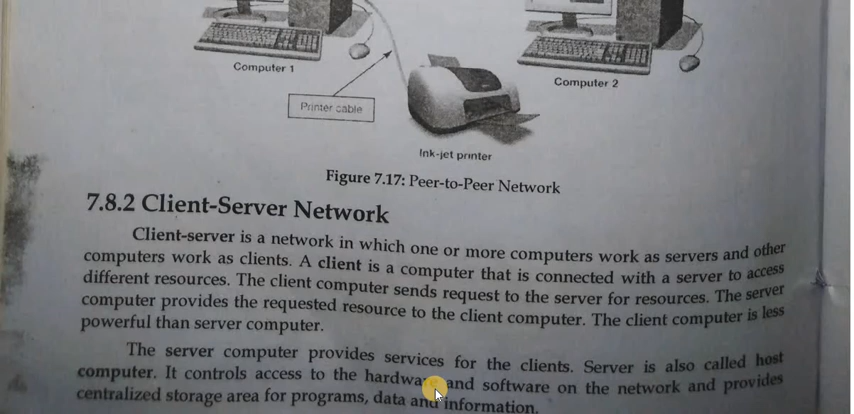 Computer 1
Computer 2
Printer cable
Ink-jet printer
Figure 7.17: Peer-to-Peer Network
7.8.2 Client-Server Network
Client-server is a network in which one or more computers work as servers and other
computers work as clients. A client is a computer that is connected with a server to access
different resources. The client computer sends request to the server for resources. The server
computer provides the requested resource to the client computer. The client computer is less
powerful than server computer.
The server computer provides services for the clients. Server is also called host
computer. It controls access to the hardware and software on the network and provides
centralized storage area for programs, data and information.